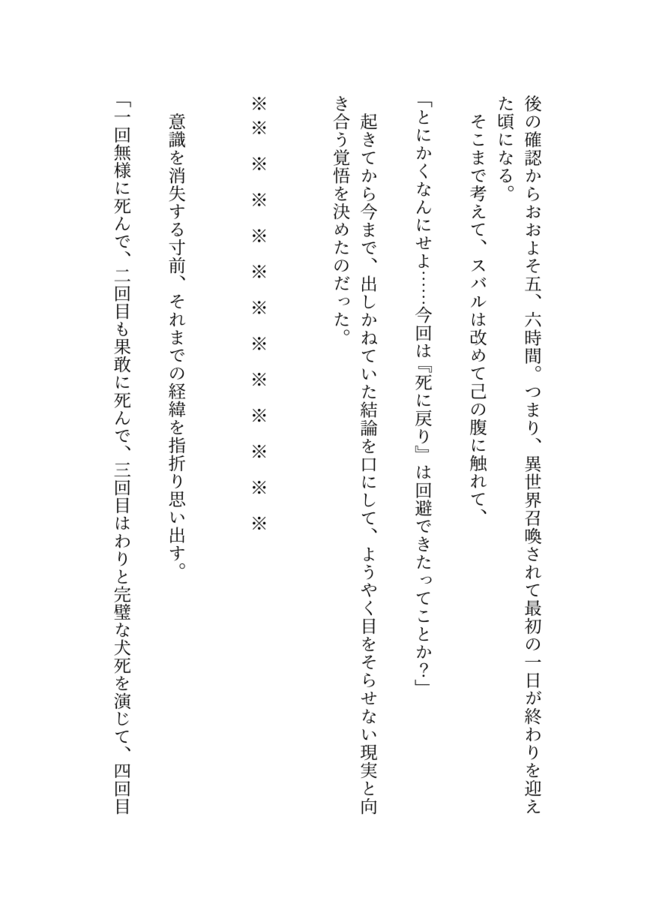 後の確認からおおよそ五、六時間。つまり、異世界召喚されて最初の一日が終わりを迎え
た頃になる。
そこまで考えて、スバルは改めて己の腹に触れて、
「とにかくなんにせよ……今回は『死に戻り』は回避できたってことか？」
起きてから今まで、出しかねていた結論を口にして、ようやく目をそらせない現実と向
き合う覚悟を決めたのだった。
※※　※　※　※　※　※　※　※　※　※　※　※
意識を消失する寸前、それまでの経緯を指折り思い出す。
「一回無様に死んで、二回目も果敢に死んで、三回目はわりと完璧な犬死を演じて、四回目